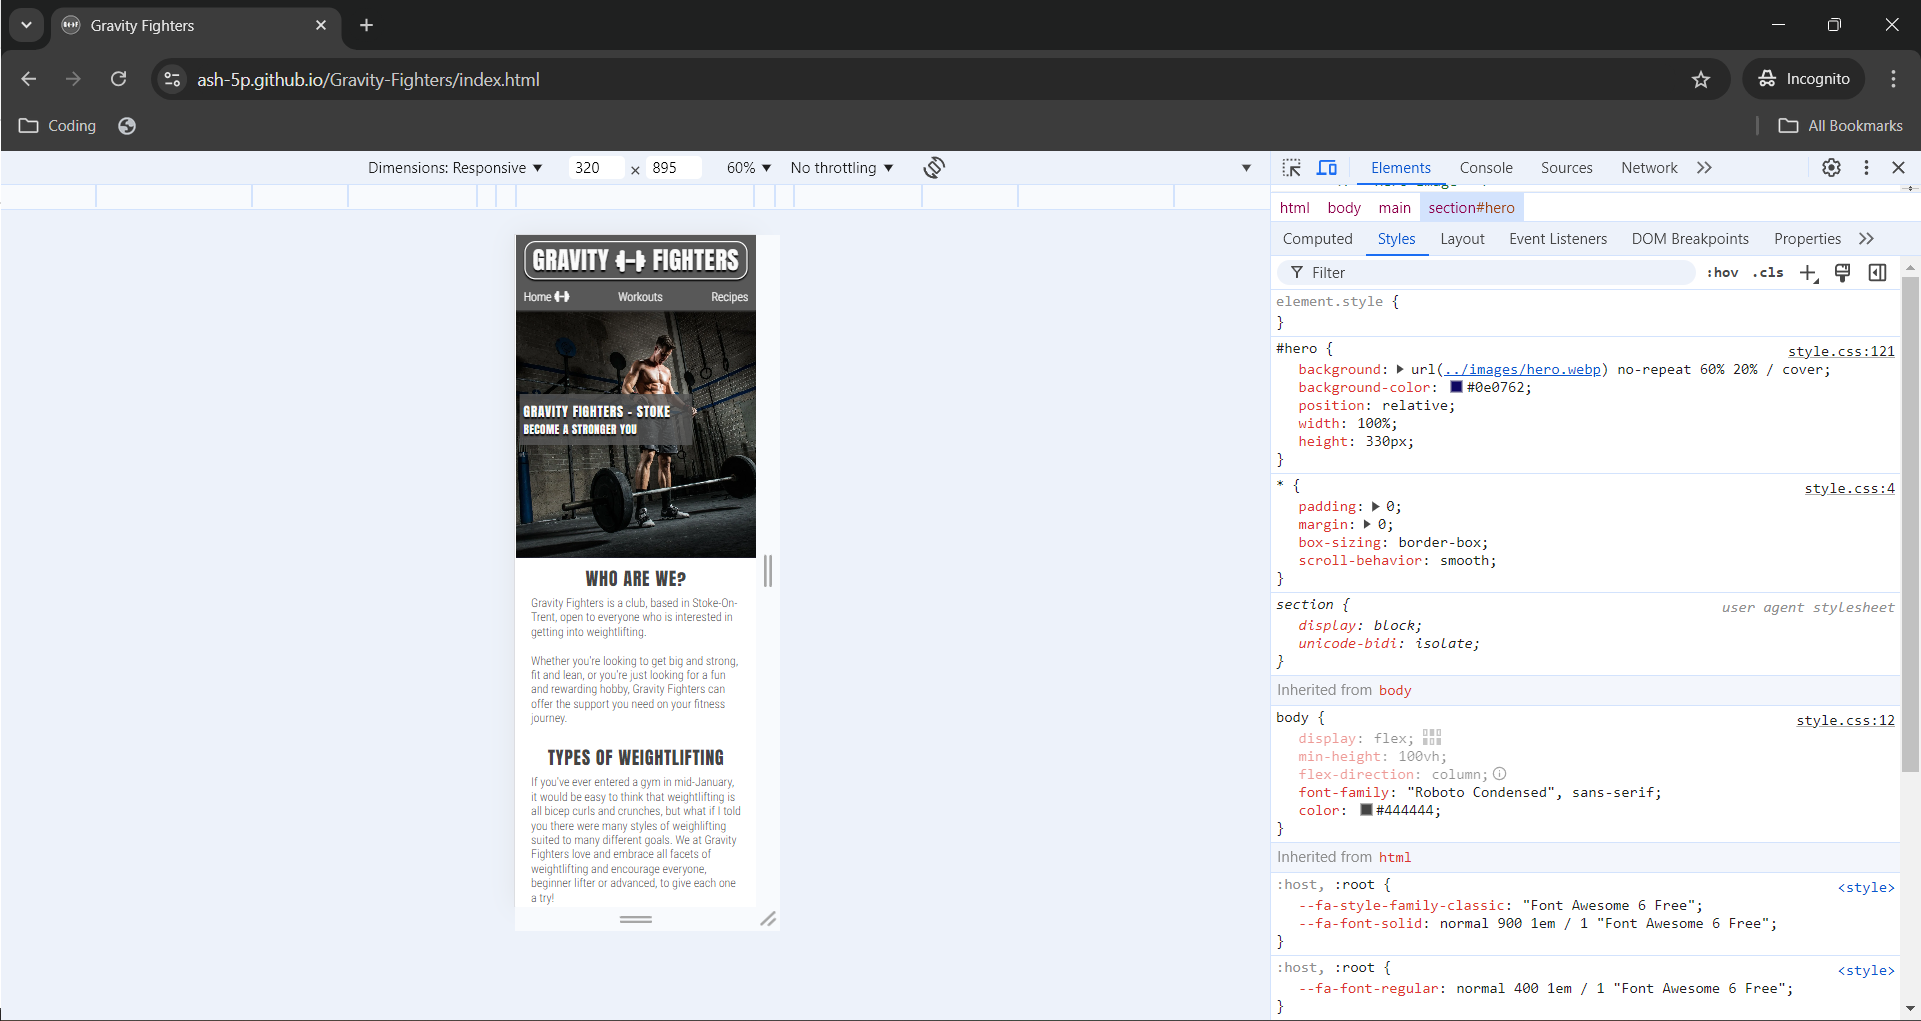 Gravity Fighters
ash-5p.github.io/Gravity-Fighters/index.html
Incognito
Coding
All Bookmarks
Dimensions: Responsive 320 × 895 60% No throttling
Elements Console Sources Network
html body main section#hero
Computed Styles Layout Event Listeners DOM Breakpoints Properties
Filter :hov .cls
GRAVITY FIGHTERS
Home Workouts Recipes
GRAVITY FIGHTERS - STOKE
BECOME A STRONGER YOU
WHO ARE WE?
Gravity Fighters is a club, based in Stoke-On-
Trent, open to everyone who is interested in
getting into weightlifting.
Whether you're looking to get big and strong,
fit and lean, or you're just looking for a fun
and rewarding hobby, Gravity Fighters can
offer the support you need on your fitness
journey.
TYPES OF WEIGHTLIFTING
If you've ever entered a gym in mid-January,
it would be easy to think that weightlifting is
all bicep curls and crunches, but what if I told
you there were many styles of weighlifting
suited to many different goals. We at Gravity
Fighters love and embrace all facets of
weightlifting and encourage everyone,
beginner lifter or advanced, to give each one
a try!
element.style {
}
#hero { style.css:121
background: url(../images/hero.webp) no-repeat 60% 20% / cover;
background-color: #0e0762;
position: relative;
width: 100%;
height: 330px;
}
* { style.css:4
padding: 0;
margin: 0;
box-sizing: border-box;
scroll-behavior: smooth;
}
section { user agent stylesheet
display: block;
unicode-bidi: isolate;
}
Inherited from body
body { style.css:12
display: flex;
min-height: 100vh;
flex-direction: column;
font-family: "Roboto Condensed", sans-serif;
color: #444444;
}
Inherited from html
:host, :root { <style>
--fa-style-family-classic: "Font Awesome 6 Free";
--fa-font-solid: normal 900 1em / 1 "Font Awesome 6 Free";
}
:host, :root { <style>
--fa-font-regular: normal 400 1em / 1 "Font Awesome 6 Free";
}